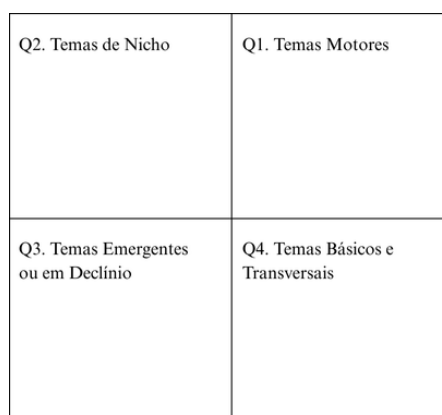 Q2. Temas de Nicho
Q1. Temas Motores
Q3. Temas Emergentes
ou em Declínio
Q4. Temas Básicos e
Transversais